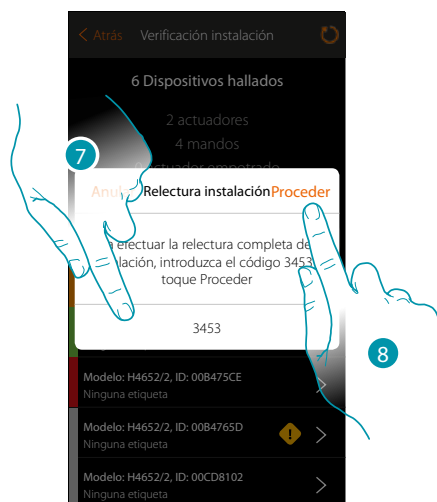 Atrás Verificación instalación
6 Dispositivos hallados
2 actuadores
4 mandos
actuador empotrado
7
Anul Relectura instalación Proceder
efectuar la relectura completa de
lación, introduzca el código 3453
toque Proceder
3453
8
Modelo: H4652/2, ID: 00B475CE
Ninguna etiqueta
Modelo: H4652/2, ID: 00B4765D
Ninguna etiqueta
Modelo: H4652/2, ID: 00CD8102
Ninguna etiqueta